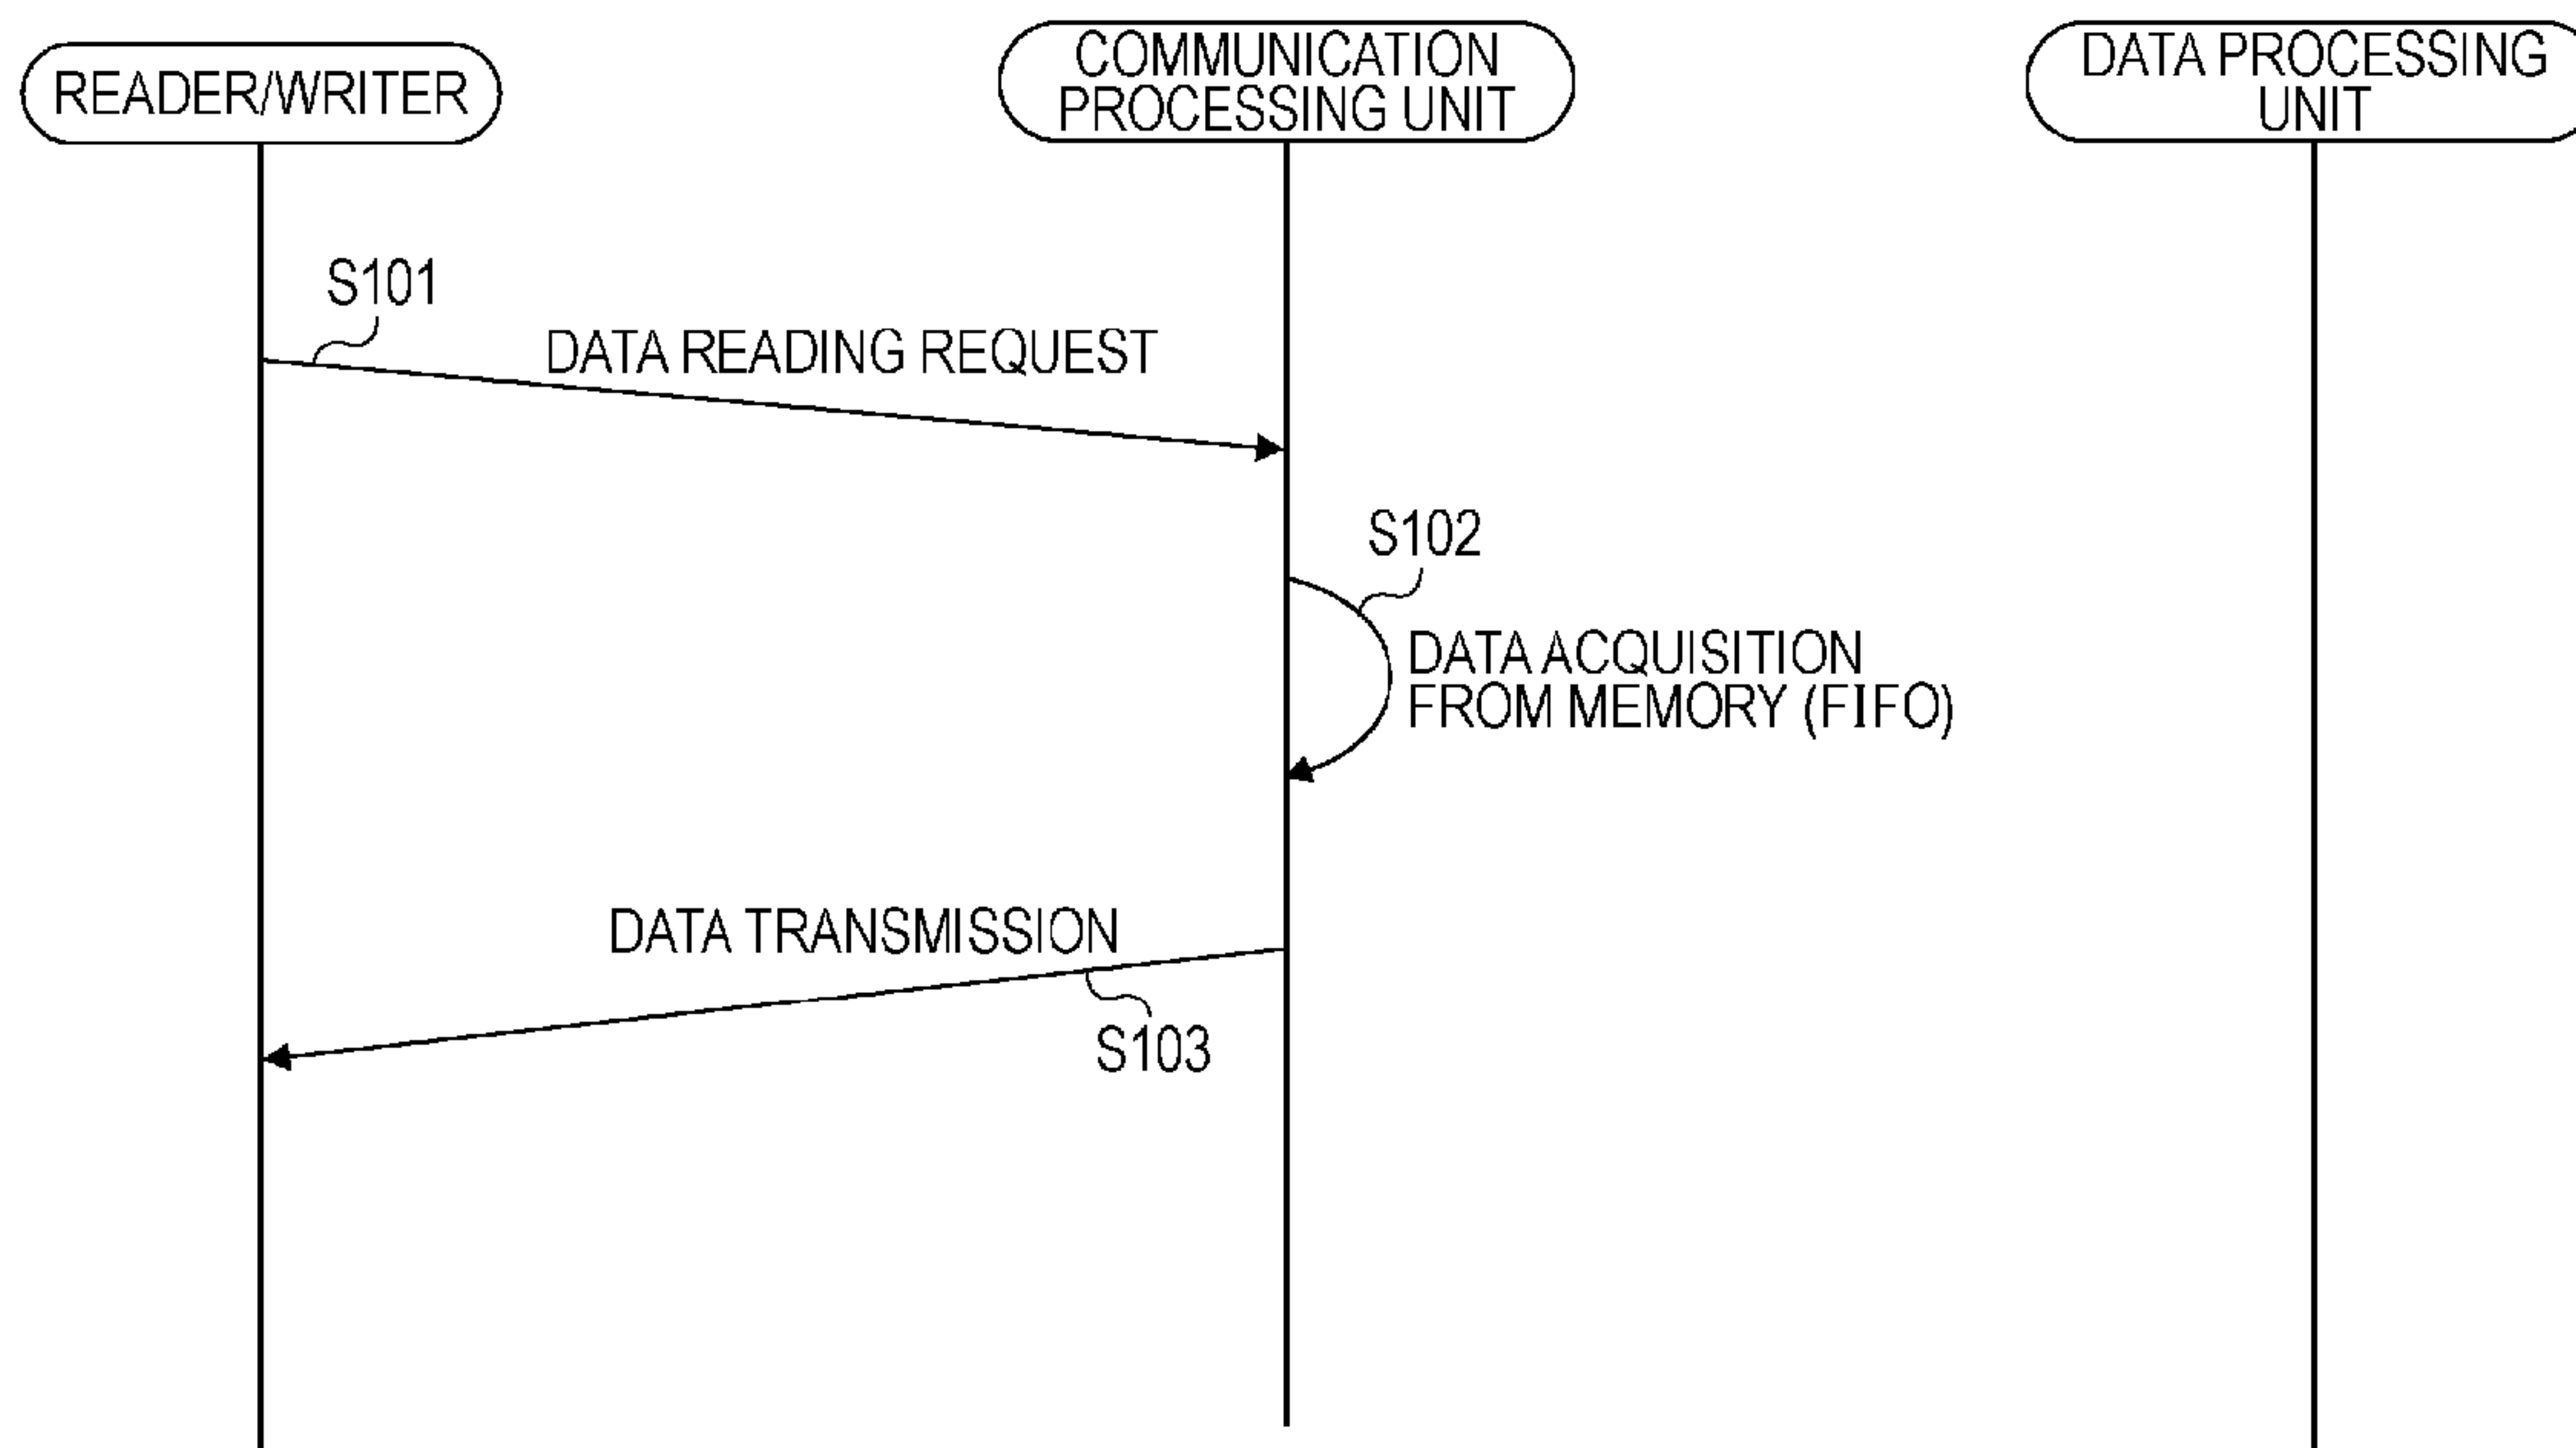 READER/WRITER
COMMUNICATION
PROCESSING UNIT
DATA PROCESSING
UNIT
S101
DATA READING REQUEST
S102
DATA ACQUISITION
FROM MEMORY (FIFO)
DATA TRANSMISSION
S103